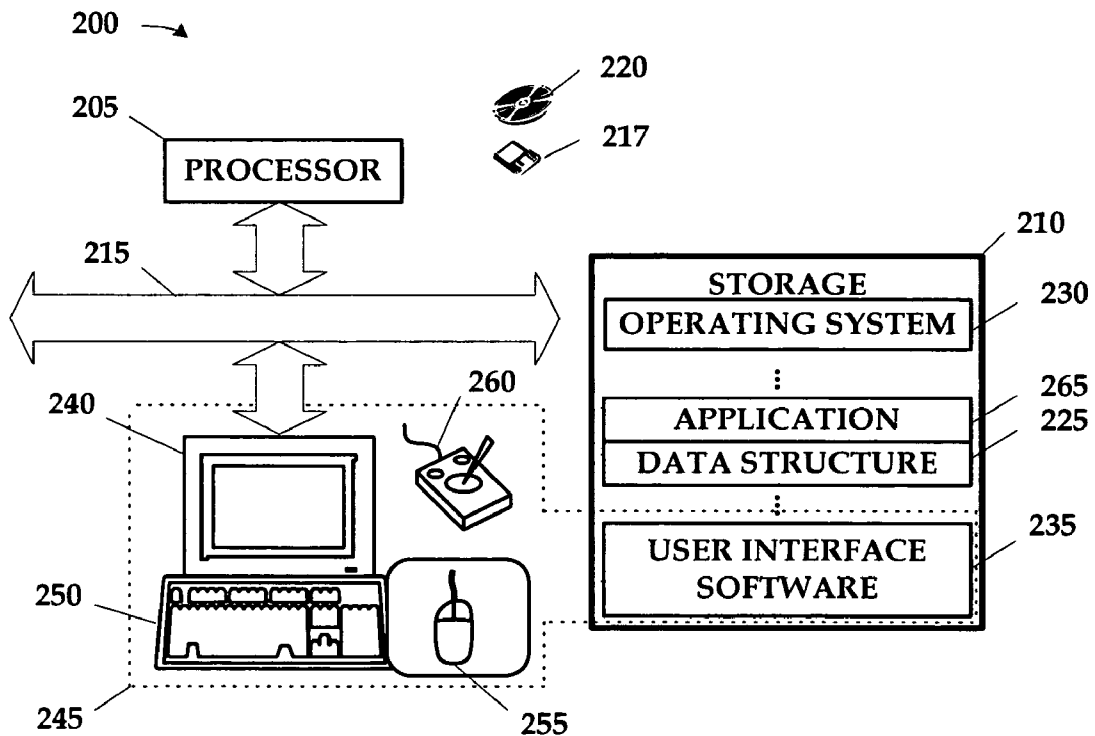 200
220
205
217
PROCESSOR
210
215
STORAGE
230
OPERATING SYSTEM
260
265
240
APPLICATION
225
DATA STRUCTURE
235
USER INTERFACE
SOFTWARE
250
245
255